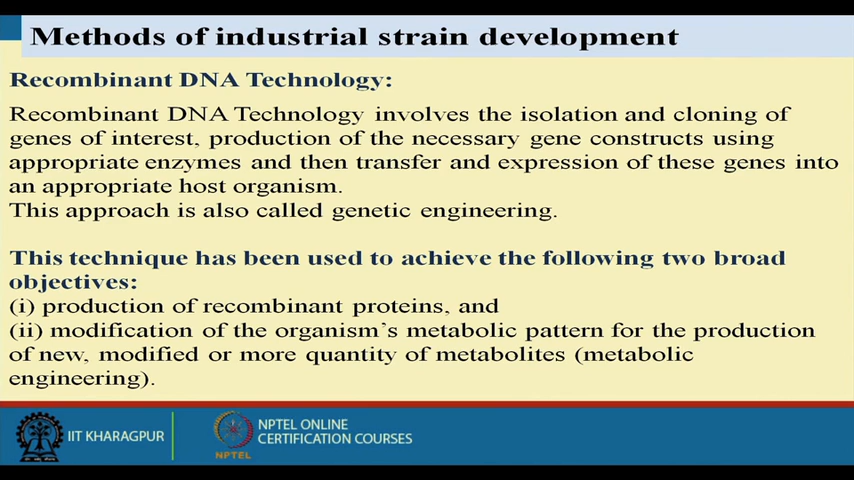 Methods of industrial strain development
Recombinant DNA Technology:
Recombinant DNA Technology involves the isolation and cloning of
genes of interest, production of the necessary gene constructs using
appropriate enzymes and then transfer and expression of these genes into
an appropriate host organism.
This approach is also called genetic engineering.
This technique has been used to achieve the following two broad
objectives:
(i) production of recombinant proteins, and
(ii) modification of the organism's metabolic pattern for the production
of new, modified or more quantity of metabolites (metabolic
engineering).
IIT KHARAGPUR
NPTEL
NPTEL ONLINE
CERTIFICATION COURSES